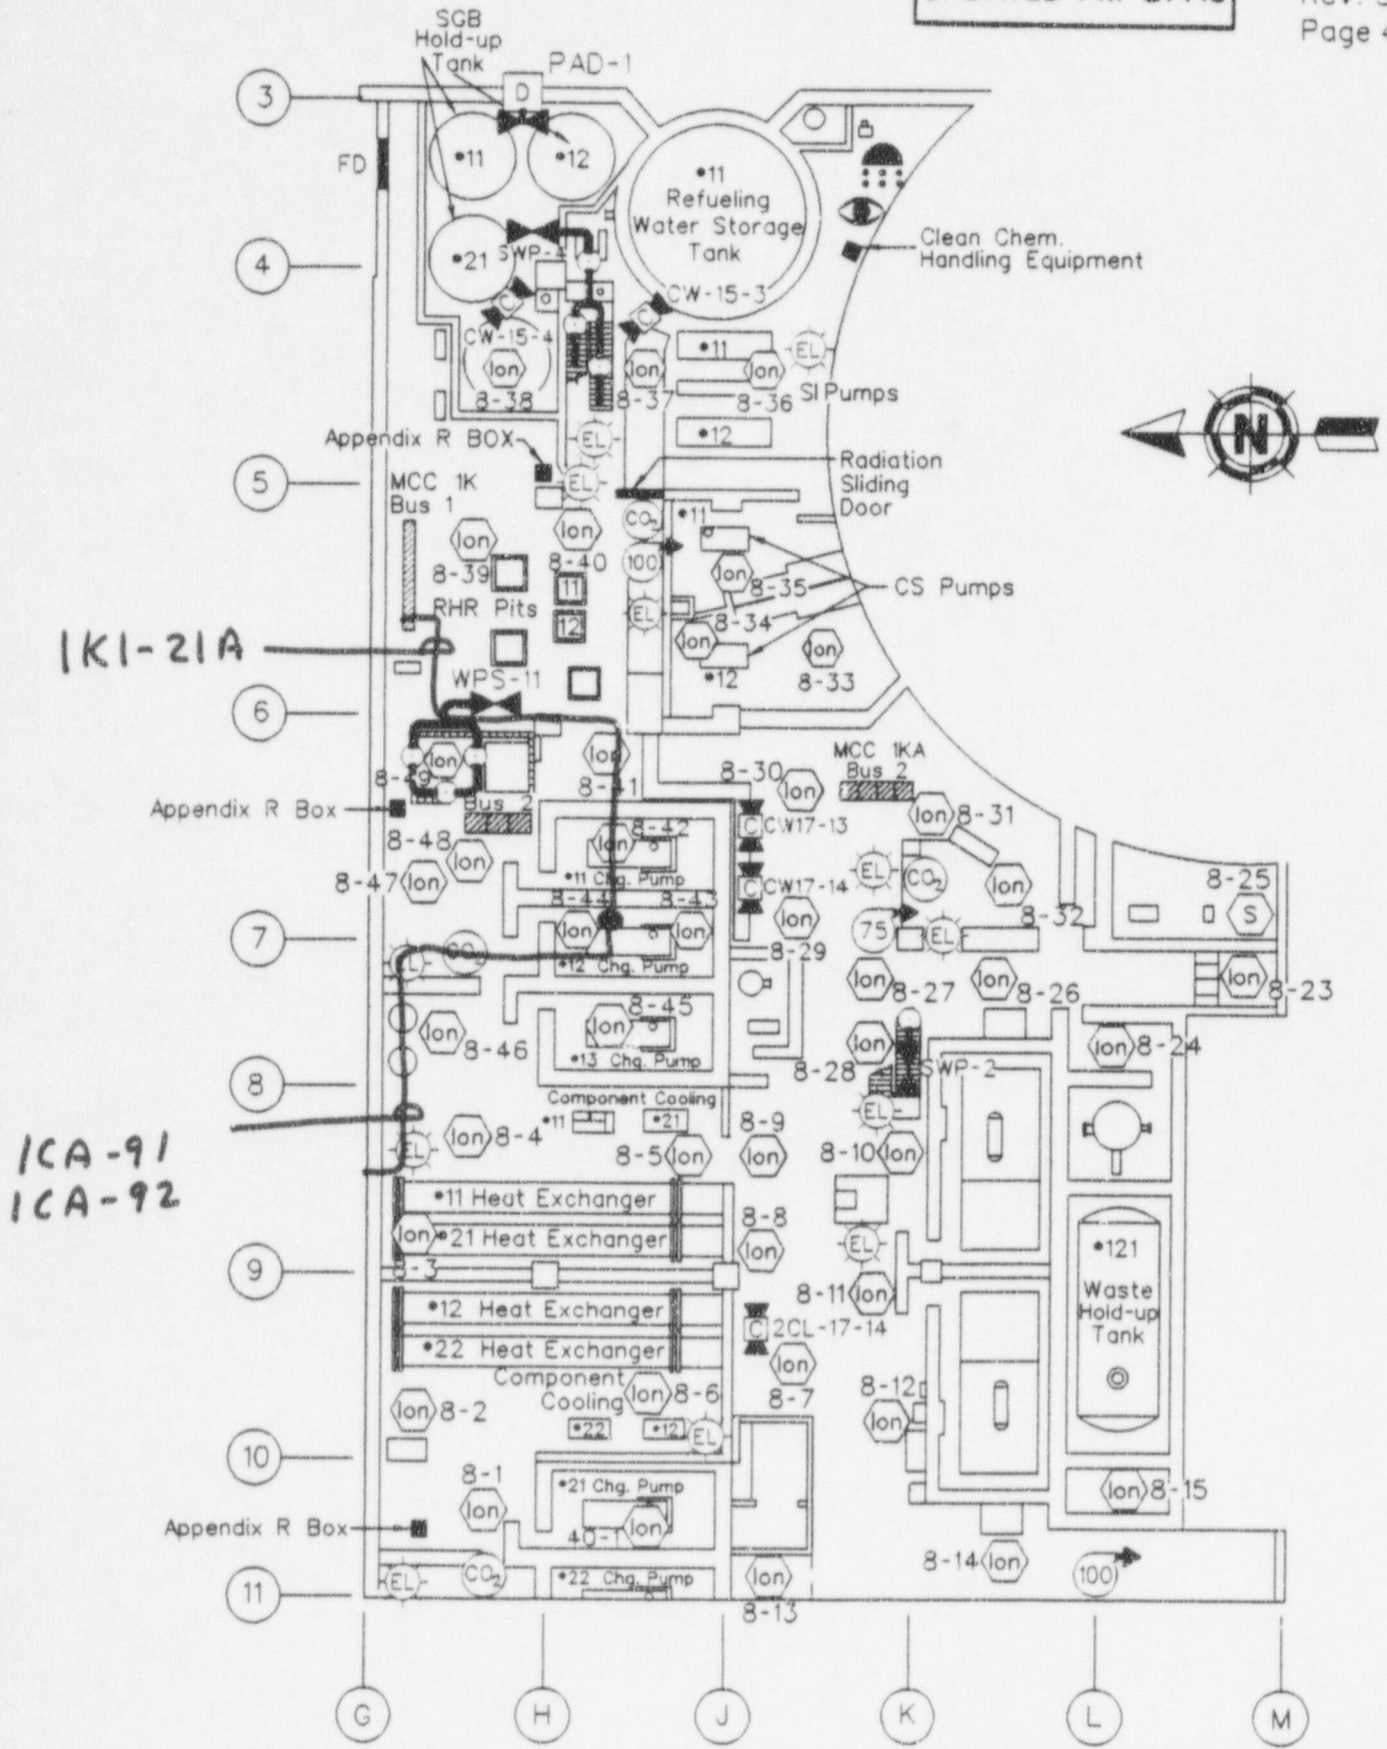 Page
SGB
Hold-up
Tank
PAD-1
3
D
FD
•11
•12
•11
Refueling
Water Storage
Tank
4
•21
SWP-4
Clean Chem.
Handling Equipment
CW-15-3
C
C
CW-15-4
Ion
8-38
Ion
8-37
•11
Ion
8-36
EL
SI Pumps
•12
EL
Appendix R BOX
EL
N
5
MCC 1K
Bus 1
Radiation
Sliding
Door
Ion
8-39
Ion
8-40
CO2
100
•11
Ion
8-35
CS Pumps
RHR Pits
11
12
EL
8-34
Ion
•12
Ion
8-33
1K1-21A
WPS-11
6
Ion
8-49
Ion
8-41
8-30
Ion
MCC 1KA
Bus 2
Appendix R Box
Bus 2
8-48
Ion
8-47
Ion
8-42
Ion
•11 Chg. Pump
C
CW17-13
C
CW17-14
Ion
8-31
EL
CO2
Ion
8-32
8-25
S
7
8-44
Ion
8-43
Ion
•12 Chg. Pump
Ion
8-29
75
EL
EL
CO2
Ion
8-27
Ion
8-26
Ion
8-23
Ion
8-46
8-45
Ion
•13 Chg. Pump
Ion
8-28
SWP-2
Ion
8-24
8
Component Cooling
•11
•21
1CA-91
1CA-92
EL
Ion
8-4
8-5
Ion
8-9
Ion
EL
8-10
Ion
•11 Heat Exchanger
Ion
•21 Heat Exchanger
8-3
8-8
Ion
EL
9
•12 Heat Exchanger
•22 Heat Exchanger
C
2CL-17-14
8-11
Ion
•121
Waste
Hold-up
Tank
Component
Cooling
Ion
8-2
Ion
8-6
Ion
8-7
8-12
Ion
•22
•12
EL
10
8-1
Ion
•21 Chg. Pump
Ion
Ion
8-15
Appendix R Box
8-14
Ion
100
11
EL
CO2
•22 Chg. Pump
Ion
8-13
G
H
J
K
L
M